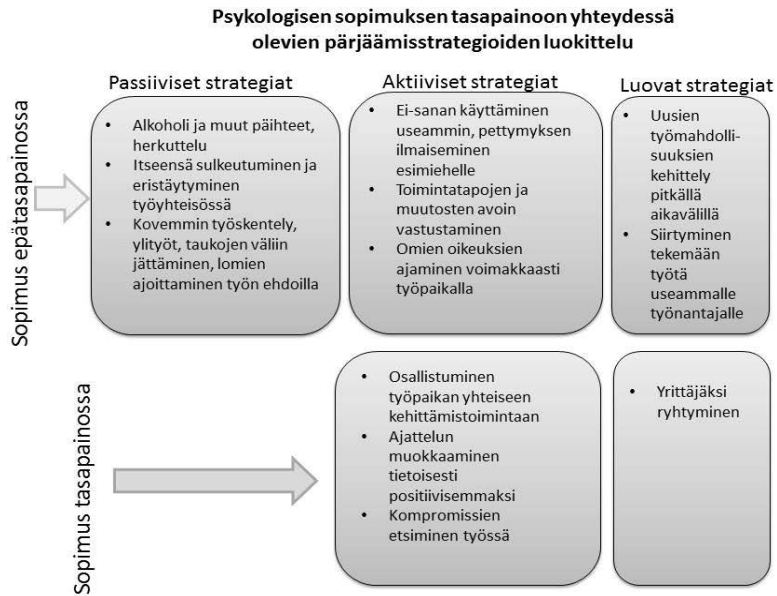 Psykologisen sopimuksen tasapainoon yhteydessä
olevien pärjäämisstrategioiden luokittelu
Passiiviset strategiat
Aktiiviset strategiat
Luovat strategiat
Sopimus epätasapainossa
• Alkoholi ja muut päihteet,
herkuttelu
• Itseensä sulkeutuminen ja
eristäytyminen
työyhteisössä
• Kovemmin työskentely,
ylityöt, taukojen väliin
jättäminen, lomien
ajoittaminen työn ehdoilla
• Ei-sanan käyttäminen
useammin, pettymyksen
ilmaiseminen
esimiehelle
• Toimintatapojen ja
muutosten avoin
vastustaminen
• Omien oikeuksien
ajaminen voimakkaasti
työpaikalla
• Uusien
työmahdolli-
suuksien
kehittely
pitkällä
aikavälillä
• Siirtyminen
tekemään
työtä
useammalle
työnantajalle
Sopimus tasapainossa
• Osallistuminen
työpaikan yhteiseen
kehittämistoimintaan
• Ajattelun
muokkaaminen
tietoisesti
positiivisemmaksi
• Kompromissien
etsiminen työssä
• Yrittäjäksi
ryhtyminen